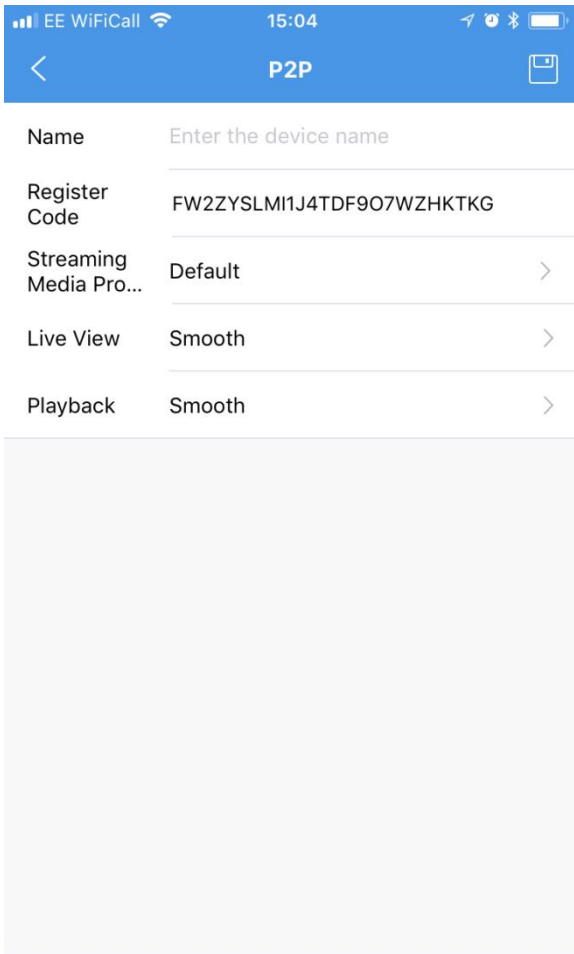 EE WiFiCall 15:04
P2P
Name Enter the device name
Register
Code FW2ZYSLMI1J4TDF9O7WZHKTKG
Streaming
Media Pro... Default
Live View Smooth
Playback Smooth